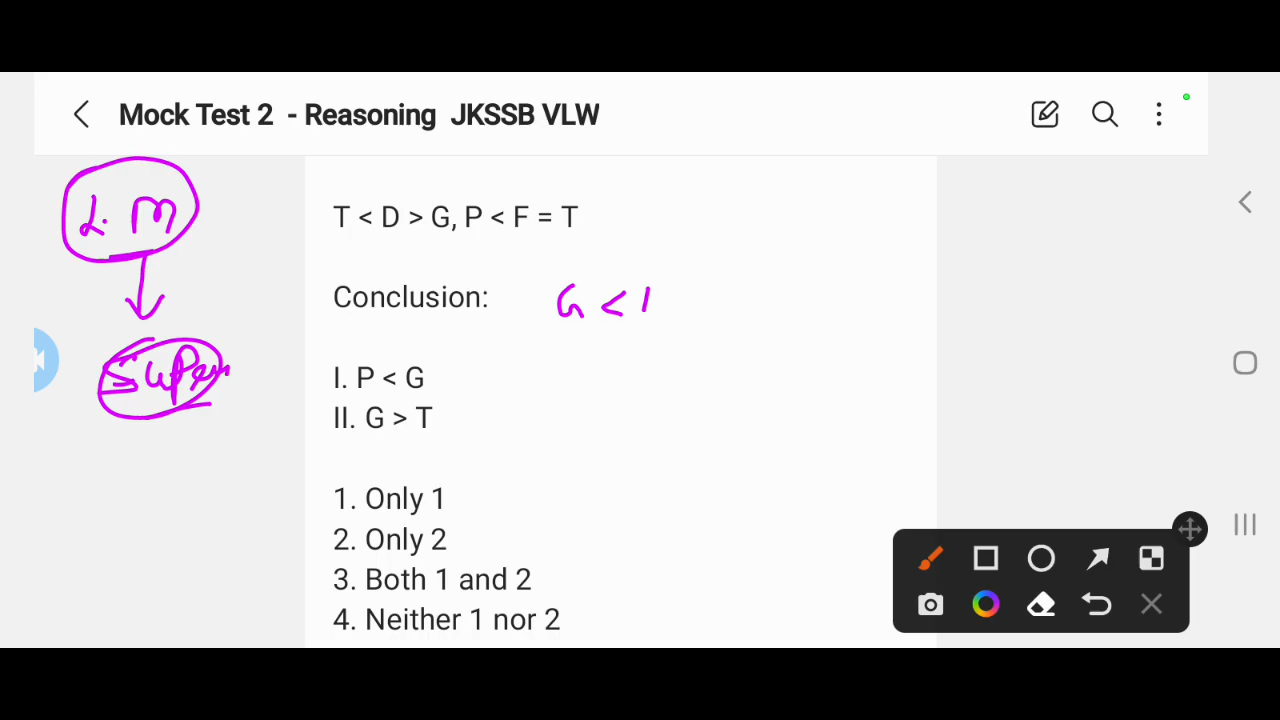 Mock Test 2 - Reasoning JKSSB VLW
L. M
T < D > G, P < F = T
Conclusion:
G <
I. P < G
Super
II. G > T
1. Only 1
2. Only 2
3. Both 1 and 2
4. Neither 1 nor 2